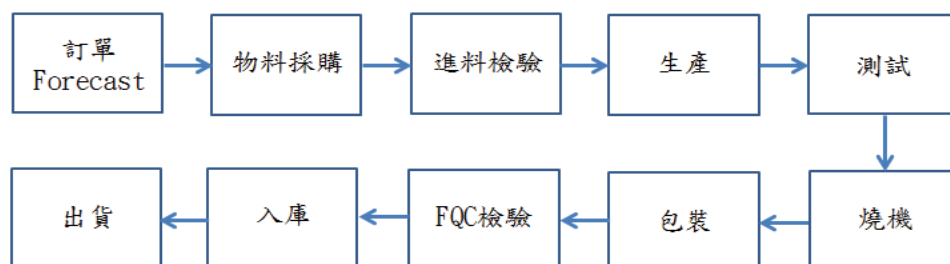 訂單
Forecast
物料採購
進料檢驗
生產
測試
燒機
包裝
FQC檢驗
入庫
出貨